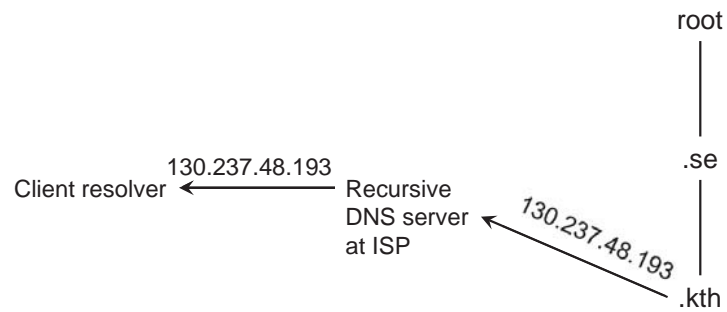 root
.se
130.237.48.193
Client resolver
Recursive
DNS server
at ISP
130.237.48.193
.kth